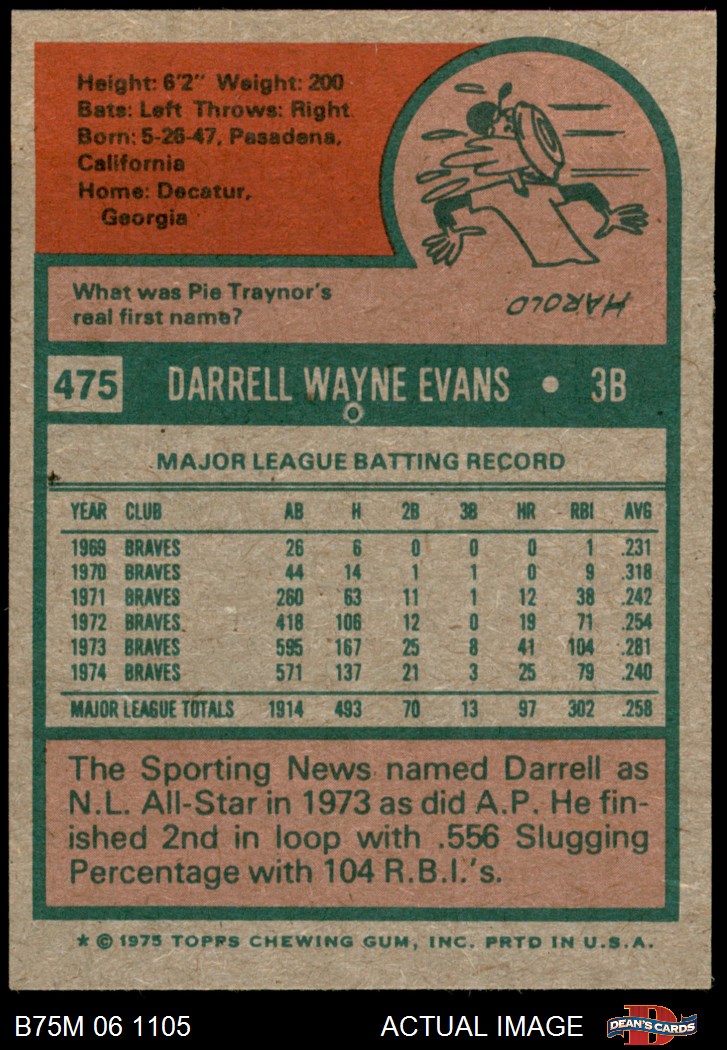 Height: 6'2" Weight: 200
Bats: Left Throws: Right
Born: 5-26-47, Pasadena,
California
Home: Decatur,
Georgia
What was Pie Traynor's
real first name?
HAROLD
475 DARRELL WAYNE EVANS • 3B
MAJOR LEAGUE BATTING RECORD
YEAR CLUB AB H 2B 3B HR RBI AVG
1969 BRAVES 26 6 0 0 0 1 .231
1970 BRAVES 44 14 1 1 0 9 .318
1971 BRAVES 260 63 11 1 12 38 .242
1972 BRAVES 418 106 12 0 19 71 .254
1973 BRAVES 595 167 25 8 41 104 .281
1974 BRAVES 571 137 21 3 25 79 .240
MAJOR LEAGUE TOTALS 1914 493 70 13 97 302 .258
The Sporting News named Darrell as
N.L. All-Star in 1973 as did A.P. He fin-
ished 2nd in loop with .556 Slugging
Percentage with 104 R.B.I.'s.
* © 1975 TOPPS CHEWING GUM, INC. PRTD IN U.S.A.
B75M 06 1105 ACTUAL IMAGE D DEAN'S CARDS